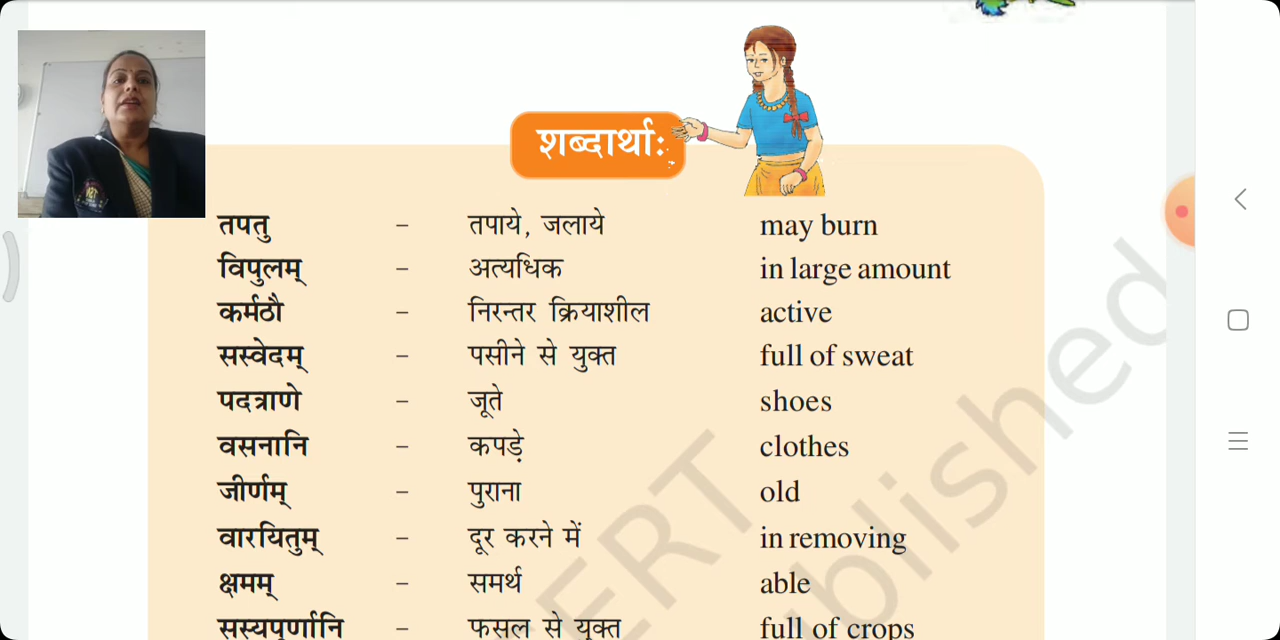 शब्दार्थाः
तपतु – तपाये, जलाये may burn
विपुलम् – अत्यधिक in large amount
कर्मठौ – निरन्तर क्रियाशील active
सस्वेदम् – पसीने से युक्त full of sweat
पदत्राणे – जूते shoes
वसनानि – कपड़े clothes
जीर्णम् – पुराना old
वारयितुम् – दूर करने में in removing
क्षमम् – समर्थ able
सस्यपूर्णानि – फसल से युक्त full of crops